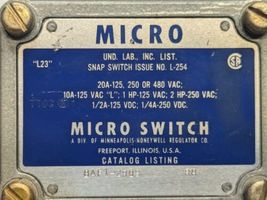 MICRO
"L23"
UND. LAB., INC. LIST.
SNAP SWITCH ISSUE NO. L-254
20A-125, 250 OR 480 VAC;
10A-125 VAC "L"; 1 HP-125 VAC; 2 HP-250 VAC;
1/2A-125 VDC; 1/4A-250 VDC.
MICRO SWITCH
A DIV. OF MINNEAPOLIS-HONEYWELL REGULATOR CO.
FREEPORT, ILLINOIS, U.S.A.
CATALOG LISTING